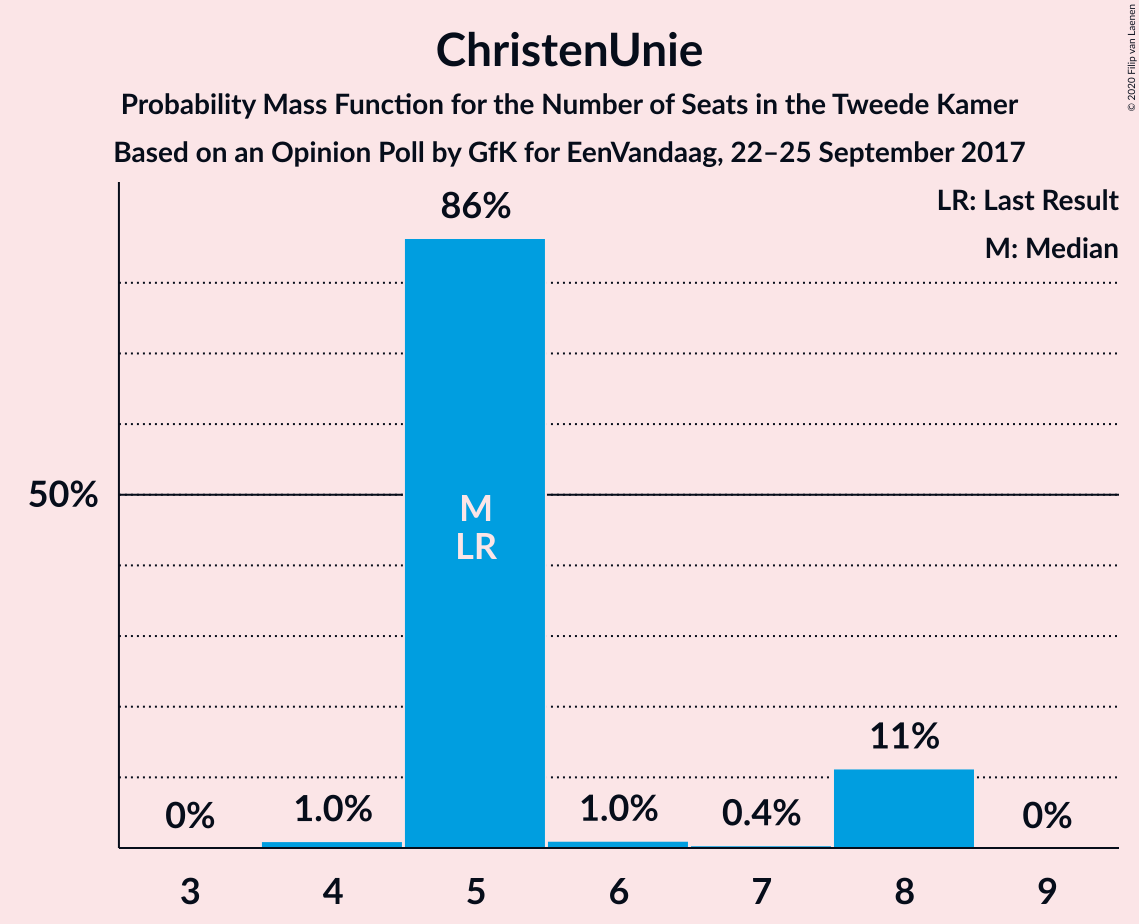 ChristenUnie
Probability Mass Function for the Number of Seats in the Tweede Kamer
Based on an Opinion Poll by GfK for EenVandaag, 22–25 September 2017
© 2020 Filip van Laenen
LR: Last Result
M: Median
86%
50%
M
LR
0%
1.0%
1.0%
0.4%
11%
0%
3 4 5 6 7 8 9